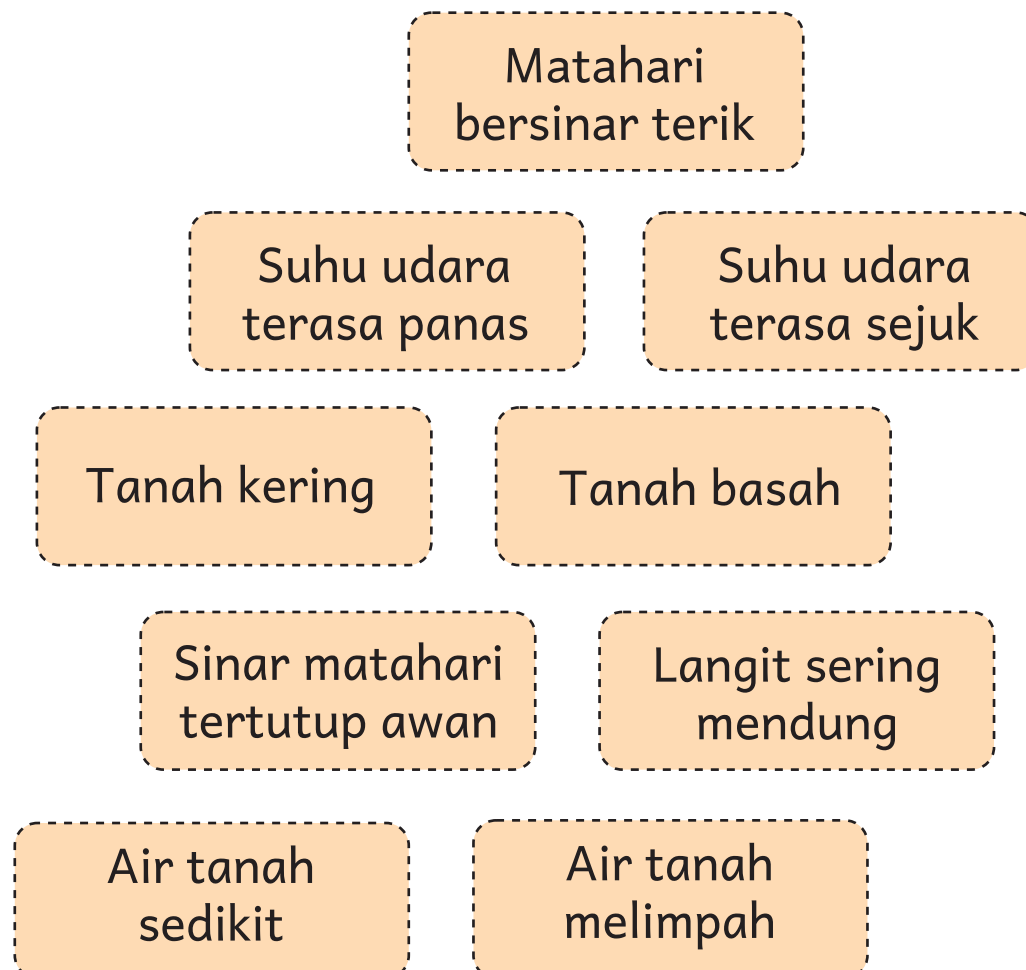 Matahari
bersinar terik
Suhu udara
terasa panas
Suhu udara
terasa sejuk
Tanah kering
Tanah basah
Sinar matahari
tertutup awan
Langit sering
mendung
Air tanah
sedikit
Air tanah
melimpah